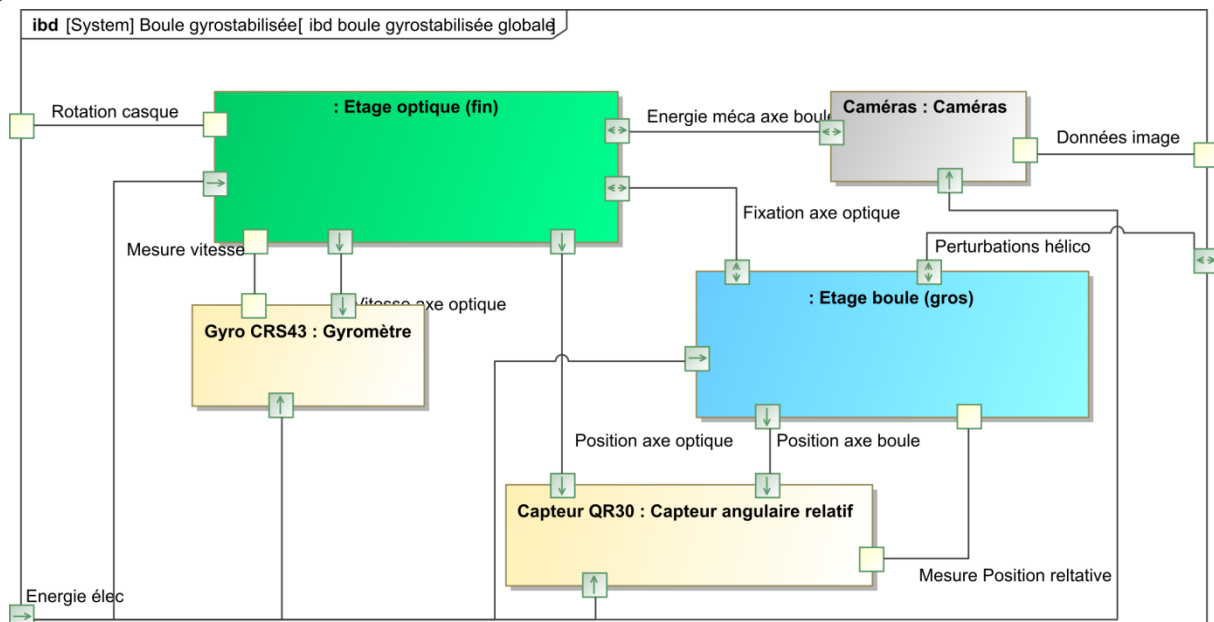 ibd [System] Boule gyrostabilisée[ ibd boule gyrostabilisée globale]
Rotation casque
: Etage optique (fin)
Energie méca axe boule
Caméras : Caméras
Données image
Fixation axe optique
Mesure vitesse
Perturbations hélico
Vitesse axe optique
: Etage boule (gros)
Gyro CRS43 : Gyromètre
Position axe optique
Position axe boule
Capteur QR30 : Capteur angulaire relatif
Mesure Position reltative
Energie élec